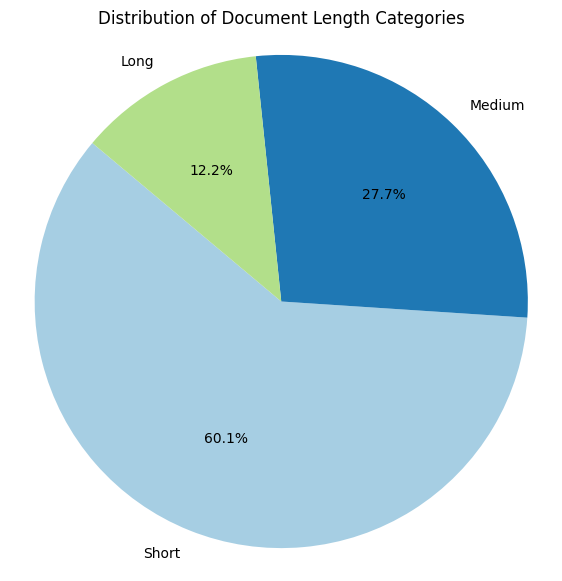 Distribution of Document Length Categories
Long
Medium
12.2%
27.7%
60.1%
Short